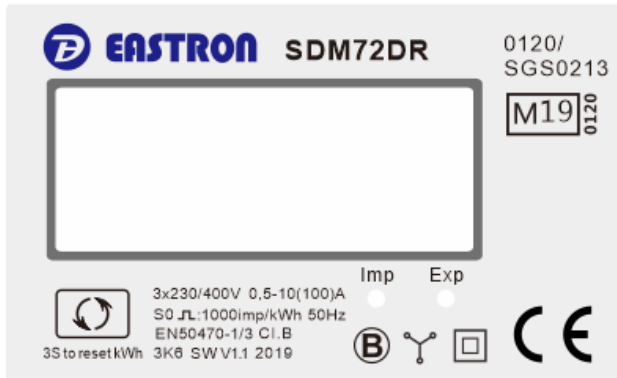 EASTRON SDM72DR
0120/
SGS0213
M19 0120
Imp Exp
3x230/400V 0,5-10(100)A
S0 ⎍:1000imp/kWh 50Hz
EN50470-1/3 Cl.B
3K6 SW V1.1 2019
3S to reset kWh
B
CE